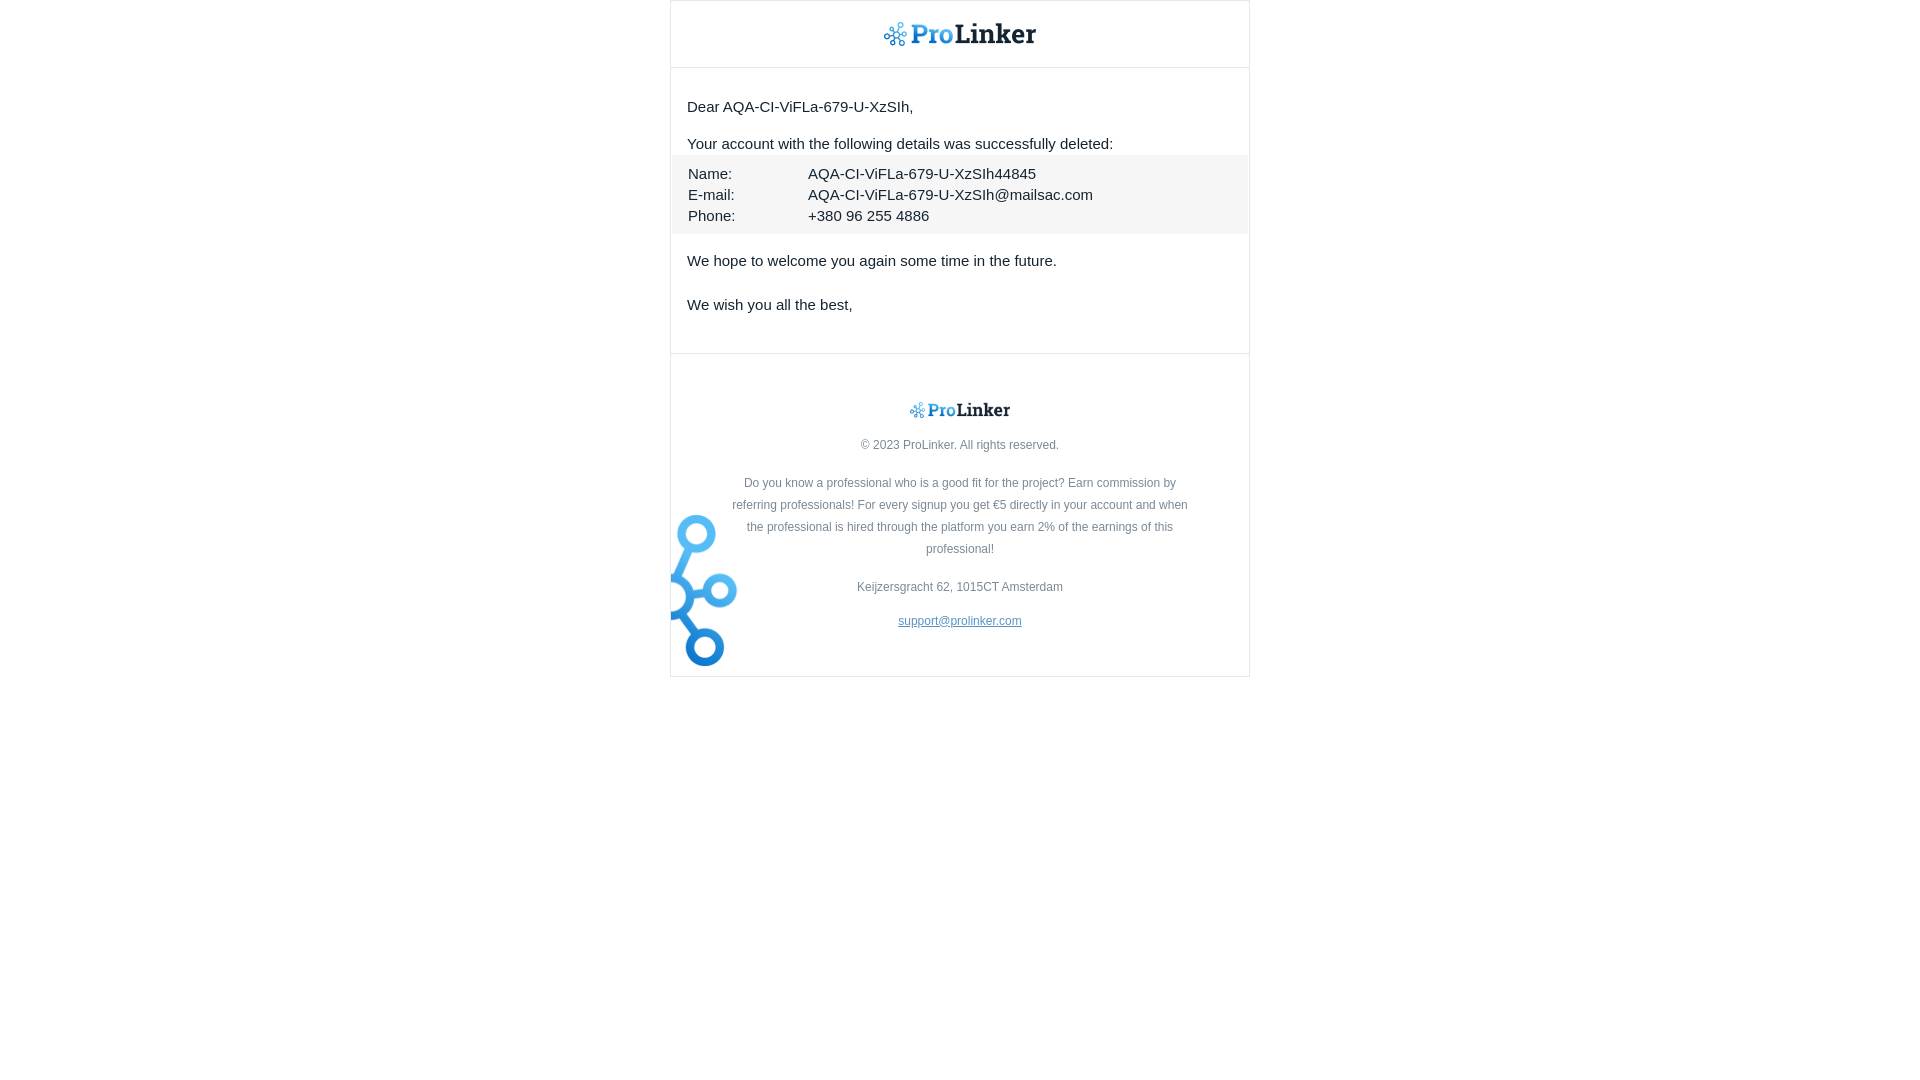 ProLinker
Dear AQA-CI-ViFLa-679-U-XzSIh,
Your account with the following details was successfully deleted:
Name: AQA-CI-ViFLa-679-U-XzSIh44845
E-mail: AQA-CI-ViFLa-679-U-XzSIh@mailsac.com
Phone: +380 96 255 4886
We hope to welcome you again some time in the future.
We wish you all the best,
ProLinker
© 2023 ProLinker. All rights reserved.
Do you know a professional who is a good fit for the project? Earn commission by
referring professionals! For every signup you get €5 directly in your account and when
the professional is hired through the platform you earn 2% of the earnings of this
professional!
Keijzersgracht 62, 1015CT Amsterdam
support@prolinker.com